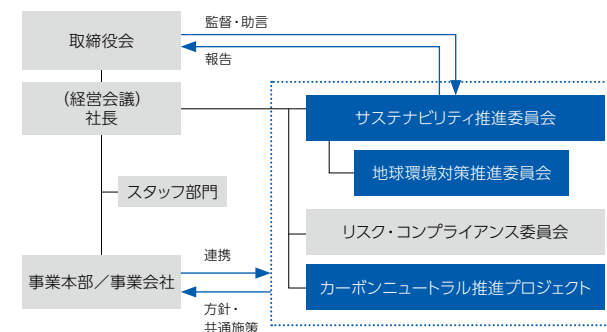 監督・助言
取締役会
報告
(経営会議)
社長
サステナビリティ推進委員会
地球環境対策推進委員会
スタッフ部門
リスク・コンプライアンス委員会
連携
事業本部／事業会社
カーボンニュートラル推進プロジェクト
方針・
共通施策